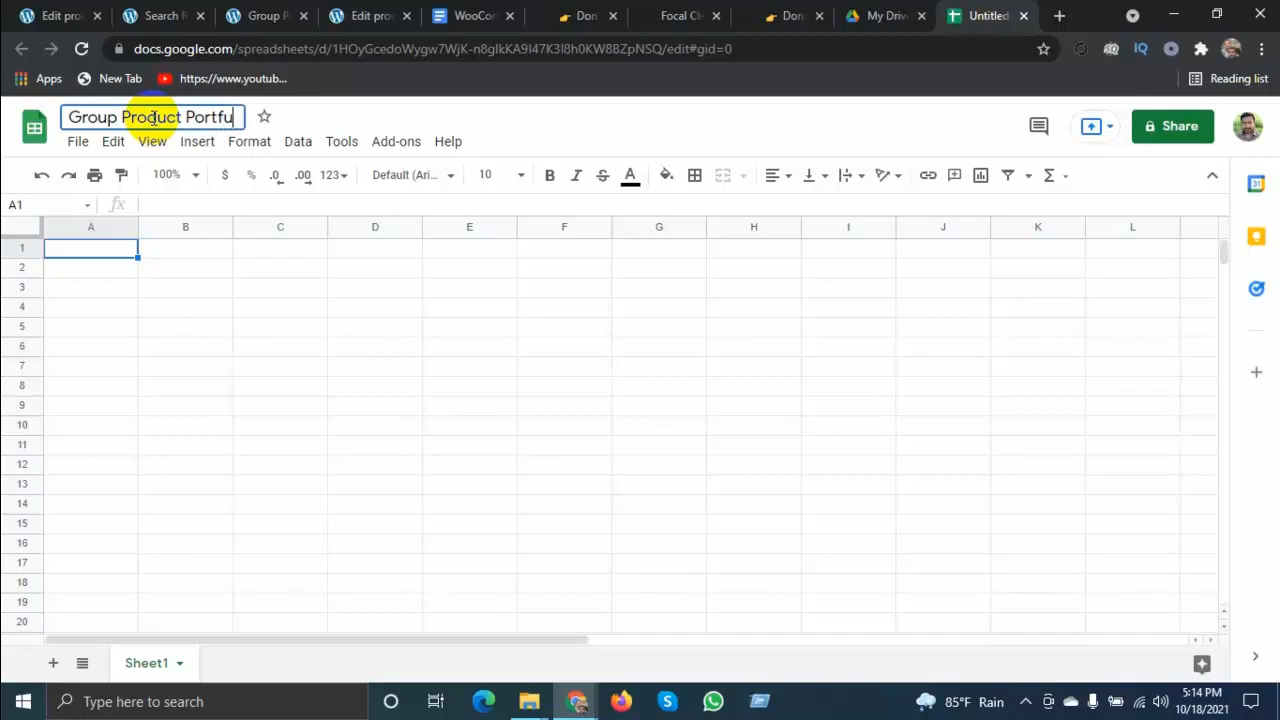 Edit pro
Search R
Group P
Edit pro
WooCon
Don
Focal Cle
Don
My Driv
Untitled
docs.google.com/spreadsheets/d/1HOyGcedoWygw7WjK-n8glkKA9I47K3I8h0KW8BZpNSQ/edit#gid=0
IQ
Apps
New Tab
https://www.youtub...
Reading list
Group Product Portfu
Share
File Edit View Insert Format Data Tools Add-ons Help
100% $ % .0 .00 123 Default (Ari... 10 B I S A Σ
A1 fx
A B C D E F G H I J K L
1
2
3
4
5
6
7
8
9
10
11
12
13
14
15
16
17
18
19
20
Sheet1
Type here to search
85°F Rain
5:14 PM
10/18/2021